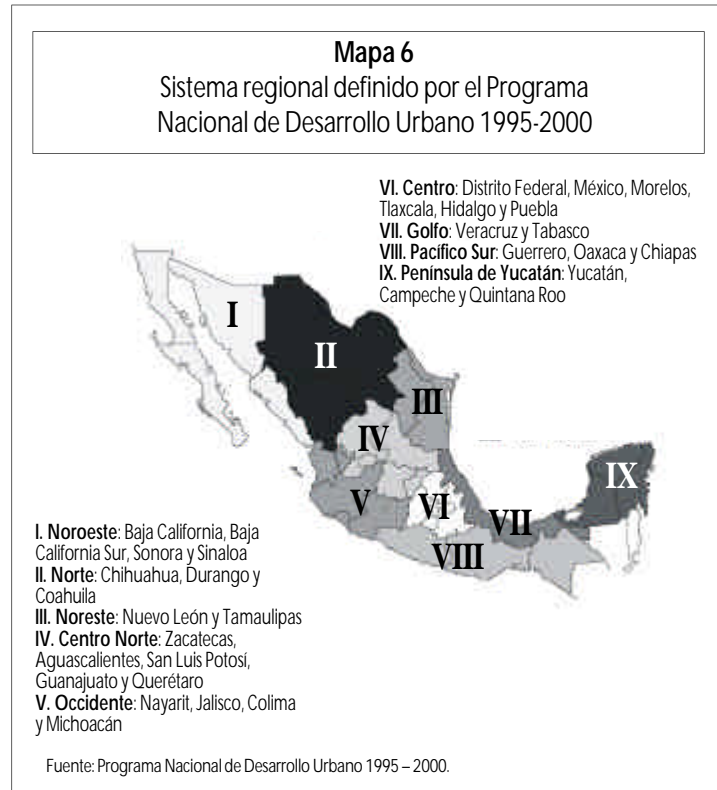 Mapa 6
Sistema regional definido por el Programa
Nacional de Desarrollo Urbano 1995-2000
VI. Centro: Distrito Federal, México, Morelos,
Tlaxcala, Hidalgo y Puebla
VII. Golfo: Veracruz y Tabasco
VIII. Pacífico Sur: Guerrero, Oaxaca y Chiapas
IX. Península de Yucatán: Yucatán,
Campeche y Quintana Roo
I
II
III
IV
V
VI
VII
VIII
IX
I. Noroeste: Baja California, Baja
California Sur, Sonora y Sinaloa
II. Norte: Chihuahua, Durango y
Coahuila
III. Noreste: Nuevo León y Tamaulipas
IV. Centro Norte: Zacatecas,
Aguascalientes, San Luis Potosí,
Guanajuato y Querétaro
V. Occidente: Nayarit, Jalisco, Colima
y Michoacán
Fuente: Programa Nacional de Desarrollo Urbano 1995 – 2000.